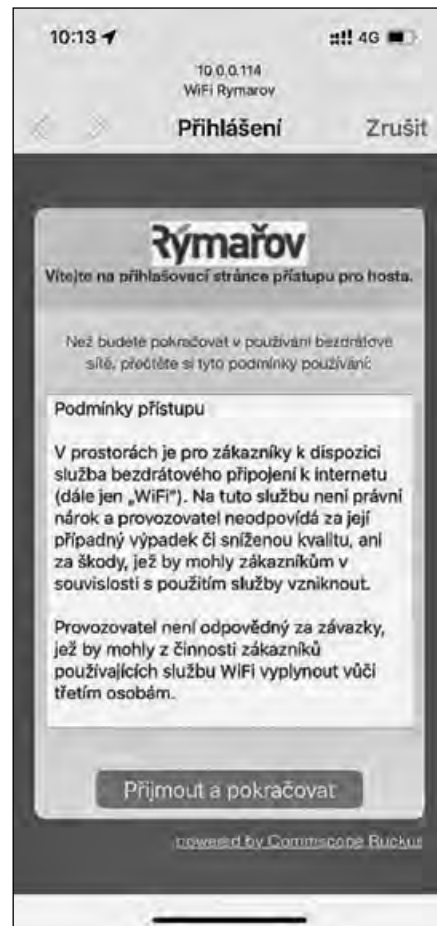 10:13
4G
10.0.0.114
WiFi Rymarov
Přihlášení
Zrušit
Rýmařov
Vítejte na přihlašovací stránce přístupu pro hosta.
Než budete pokračovat v používání bezdrátové
sítě, přečtěte si tyto podmínky používání:
Podmínky přístupu
V prostorách je pro zákazníky k dispozici
služba bezdrátového připojení k internetu
(dále jen „WiFi“). Na tuto službu není právní
nárok a provozovatel neodpovídá za její
případný výpadek či sníženou kvalitu, ani
za škody, jež by mohly zákazníkům v
souvislosti s použitím služby vzniknout.
Provozovatel není odpovědný za závazky,
jež by mohly z činnosti zákazníků
používajících službu WiFi vyplynout vůči
třetím osobám.
Přijmout a pokračovat
powered by Commscope Ruckus